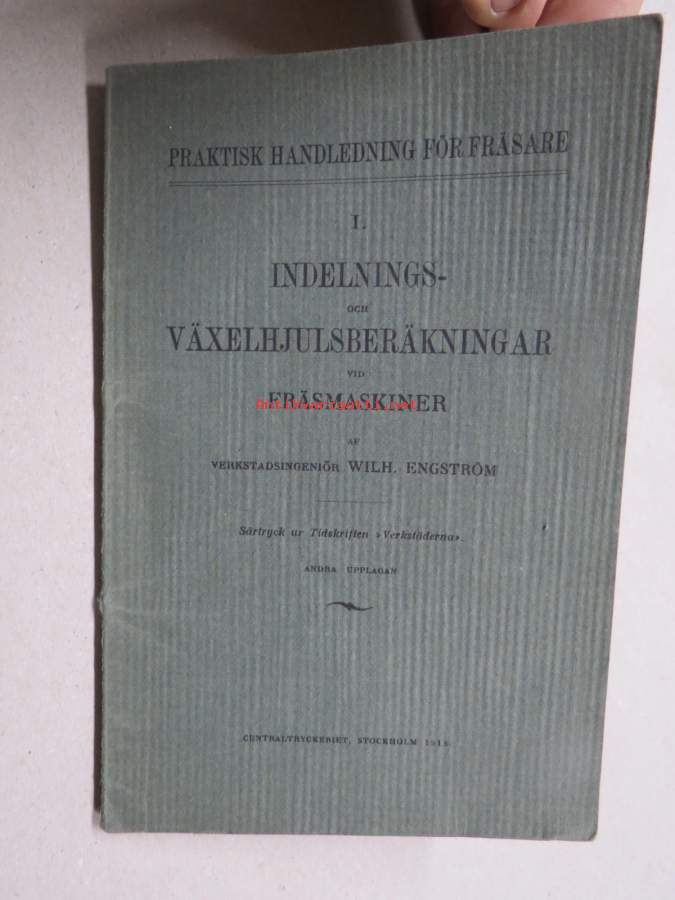 PRAKTISK HANDLEDNING FÖR FRÄSARE
I.
INDELNINGS-
OCH
VÄXELHJULSBERÄKNINGAR
VID
FRÄSMASKINER
AF
VERKSTADSINGENIÖR WILH. ENGSTRÖM
Särtryck ur Tidskriften »Verkstäderna».
ANDRA UPPLAGAN
CENTRALTRYCKERIET, STOCKHOLM